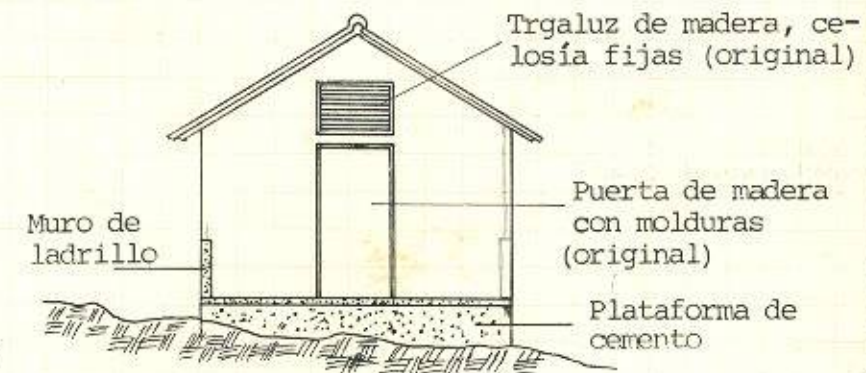 Trgaluz de madera, ce-
losía fijas (original)
Muro de
ladrillo
Puerta de madera
con molduras
(original)
Plataforma de
cemento